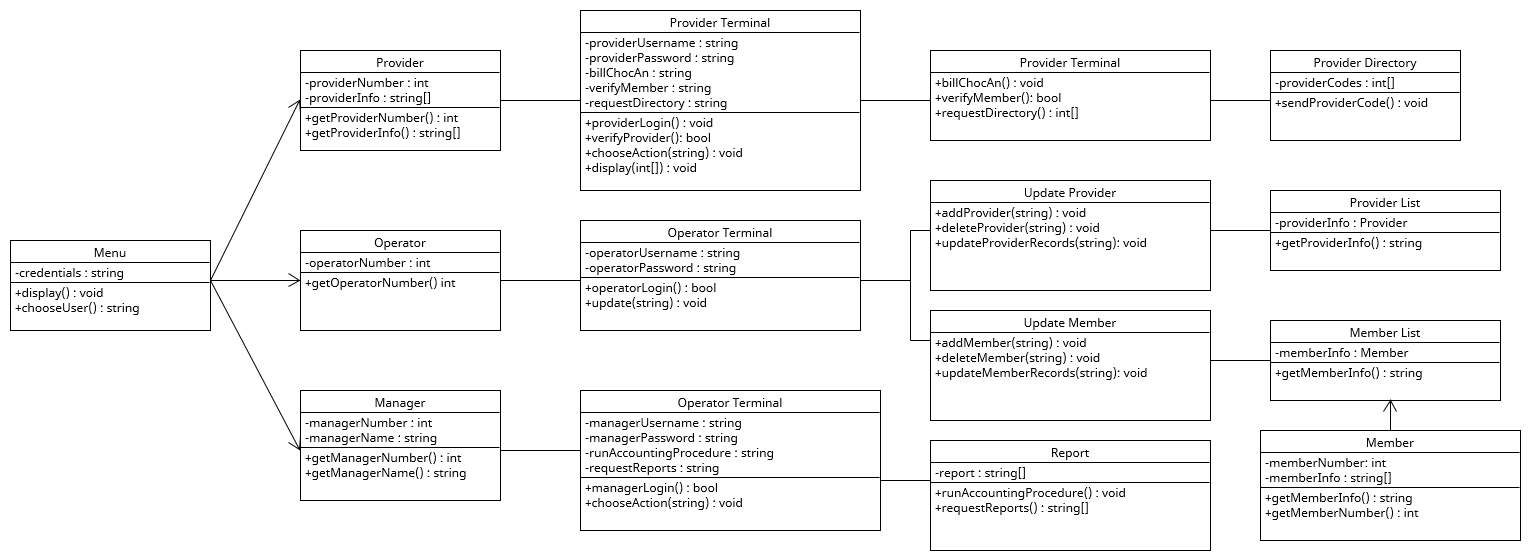 Menu
-credentials : string
+display() : void
+chooseUser() : string
Provider
-providerNumber : int
-providerInfo : string[]
+getProviderNumber() : int
+getProviderInfo() : string[]
Provider Terminal
-providerUsername : string
-providerPassword : string
-billChocAn : string
-verifyMember : string
-requestDirectory : string
+providerLogin() : void
+verifyProvider(): bool
+chooseAction(string) : void
+display(int[]) : void
Provider Terminal
+billChocAn() : void
+verifyMember(): bool
+requestDirectory() : int[]
Provider Directory
-providerCodes : int[]
+sendProviderCode() : void
Operator
-operatorNumber : int
+getOperatorNumber() int
Operator Terminal
-operatorUsername : string
-operatorPassword : string
+operatorLogin() : bool
+update(string) : void
Update Provider
+addProvider(string) : void
+deleteProvider(string) : void
+updateProviderRecords(string): void
Provider List
-providerInfo : Provider
+getProviderInfo() : string
Update Member
+addMember(string) : void
+deleteMember(string) : void
+updateMemberRecords(string): void
Member List
-memberInfo : Member
+getMemberInfo() : string
Manager
-managerNumber : int
-managerName : string
+getManagerNumber() : int
+getManagerName() : string
Operator Terminal
-managerUsername : string
-managerPassword : string
-runAccountingProcedure : string
-requestReports : string
+managerLogin() : bool
+chooseAction(string) : void
Report
-report : string[]
+runAccountingProcedure() : void
+requestReports() : string[]
Member
-memberNumber: int
-memberInfo : string[]
+getMemberInfo() : string
+getMemberNumber() : int